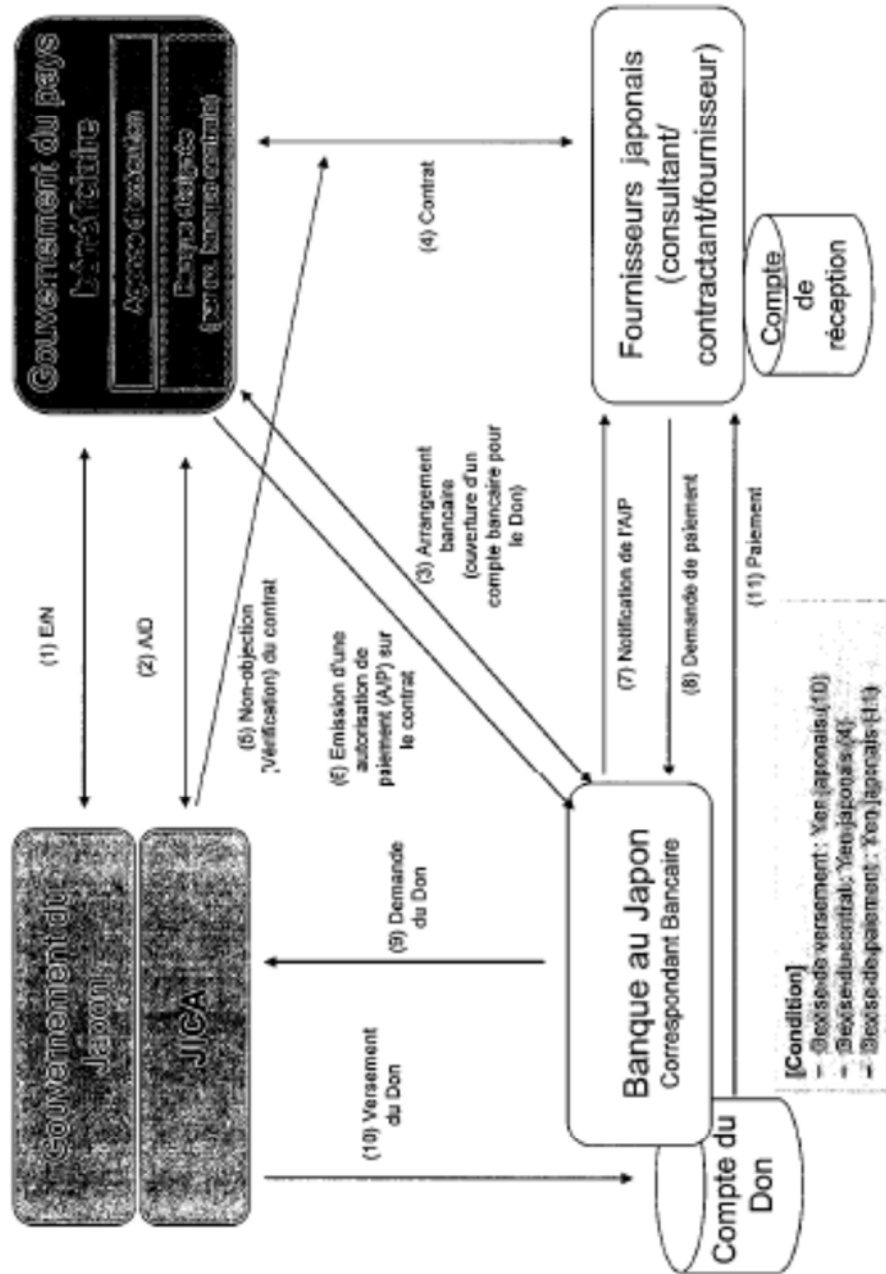 Gouvernement du
Japon
JICA
Gouvernement du pays
bénéficiaire
Agence d'exécution
Banque désignée
(1) E/N
(2) A/D
(3) Arrangement
bancaire
(ouverture d'un
compte bancaire pour
le Don)
(4) Contrat
(5) Non-objection
(Vérification) du contrat
(6) Emission d'une
autorisation de
paiement (A/P) sur
le contrat
(7) Notification de l'A/P
(8) Demande de paiement
(9) Demande
du Don
(10) Versement
du Don
(11) Paiement
Banque au Japon
Correspondant Bancaire
Compte du
Don
Fournisseurs japonais
(consultant/
contractant/fournisseur)
Compte
de
réception
[Condition]
– Devise de versement : Yen japonais (10)
– Devise du contrat : Yen japonais (4)
– Devise de paiement : Yen japonais (11)